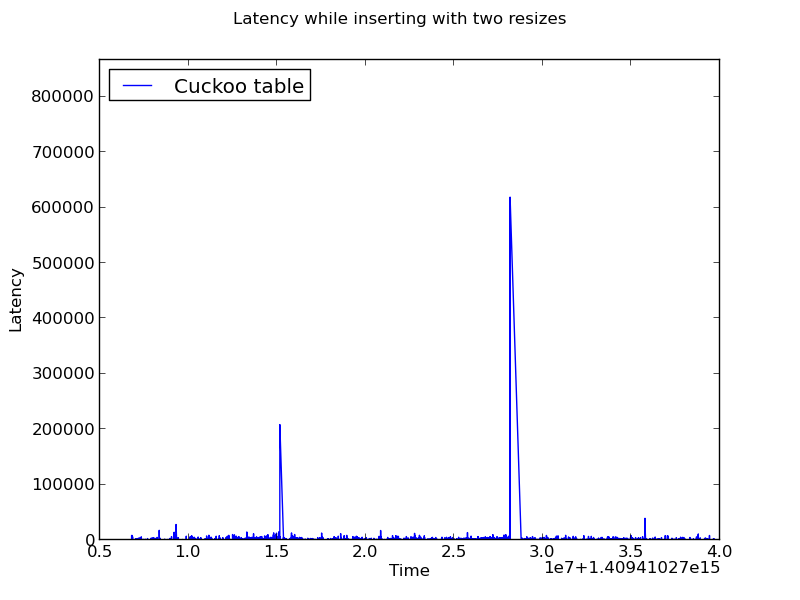 Latency while inserting with two resizes
Cuckoo table
800000
700000
600000
500000
400000
300000
200000
100000
0
Latency
0.5 1.0 1.5 2.0 2.5 3.0 3.5 4.0
Time
1e7+1.40941027e15